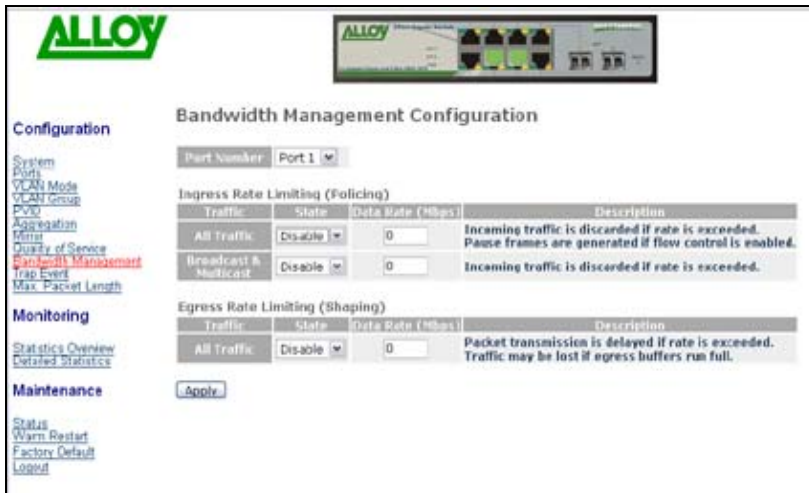 ALLOY
ALLOY
Bandwidth Management Configuration
Configuration
System
Ports
VLAN Mode
VLAN Group
PVID
Aggregation
Mirror
Quality of Service
Bandwidth Management
Trap Event
Max. Packet Length
Monitoring
Statistics Overview
Detailed Statistics
Maintenance
Status
Warm Restart
Factory Default
Logout
Port Number Port 1
Ingress Rate Limiting (Policing)
Traffic State Data Rate (Mbps) Description
All Traffic Disable 0 Incoming traffic is discarded if rate is exceeded.
Pause frames are generated if flow control is enabled.
Broadcast & Multicast Disable 0 Incoming traffic is discarded if rate is exceeded.
Egress Rate Limiting (Shaping)
Traffic State Data Rate (Mbps) Description
All Traffic Disable 0 Packet transmission is delayed if rate is exceeded.
Traffic may be lost if egress buffers run full.
Apply